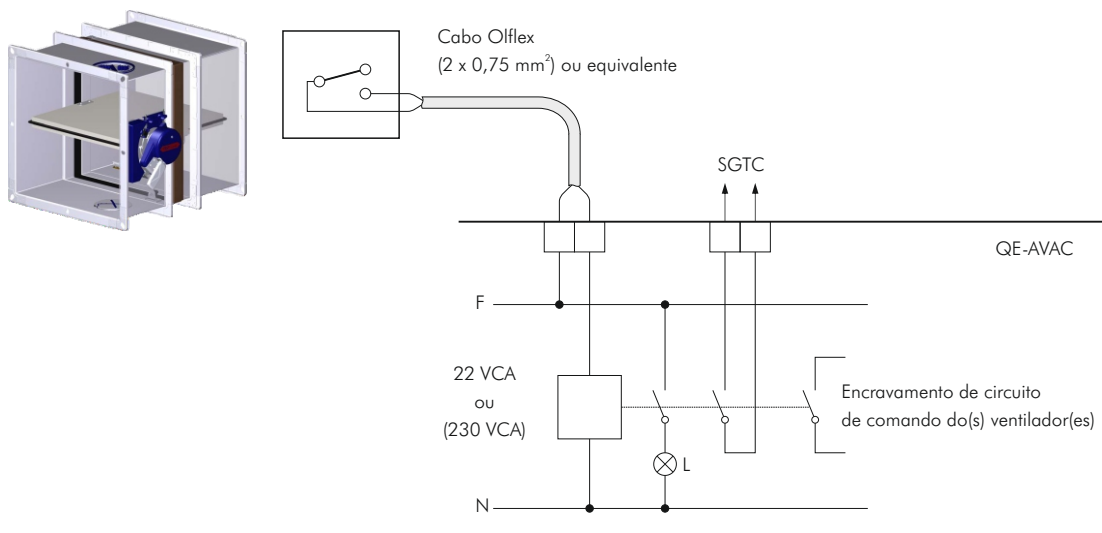 Cabo Olflex
(2 x 0,75 mm²) ou equivalente
SGTC
QE-AVAC
F
22 VCA
ou
(230 VCA)
Encravamento de circuito
de comando do(s) ventilador(es)
L
N